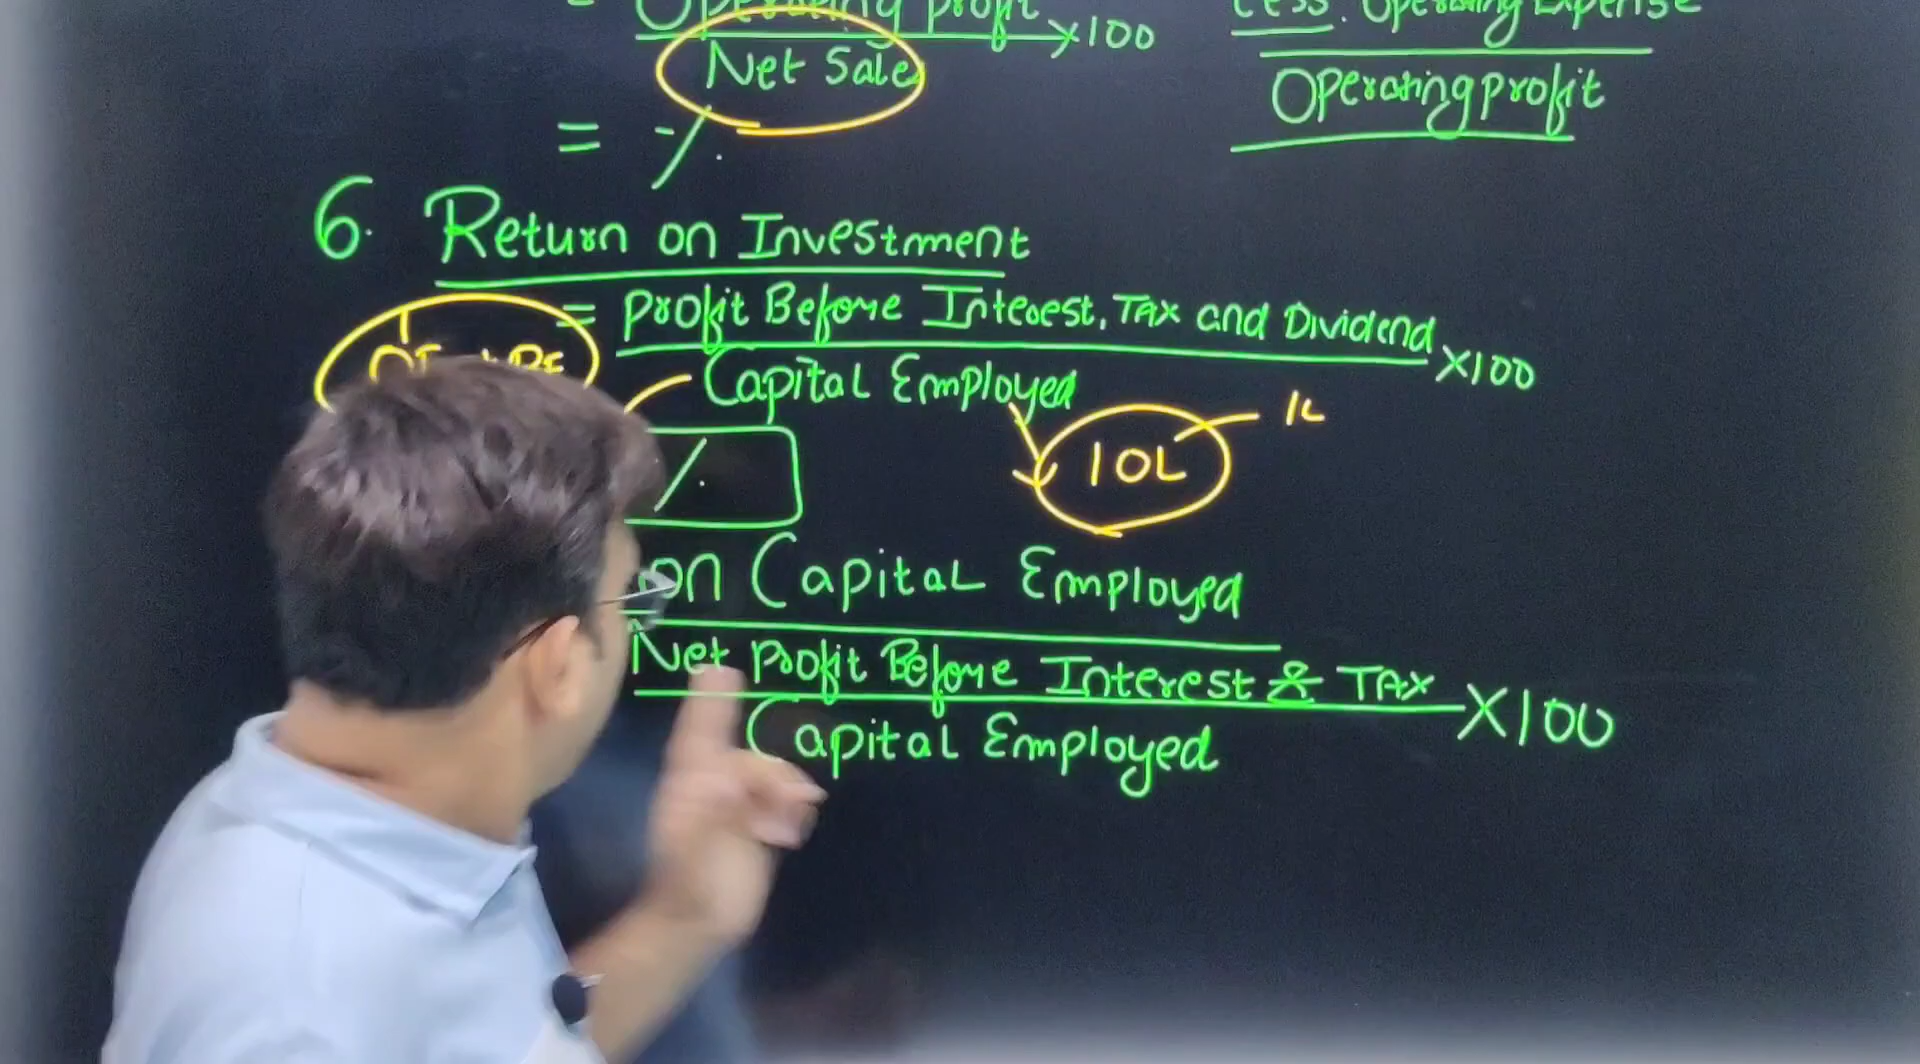 = Operating profit ×100
Net Sale
= %
Less: Operating Expense
Operating profit
6. Return on Investment
= Profit Before Interest, Tax and Dividend ×100
Capital Employed
%
10L
1L
on Capital Employed
Net Profit Before Interest & Tax ×100
Capital Employed